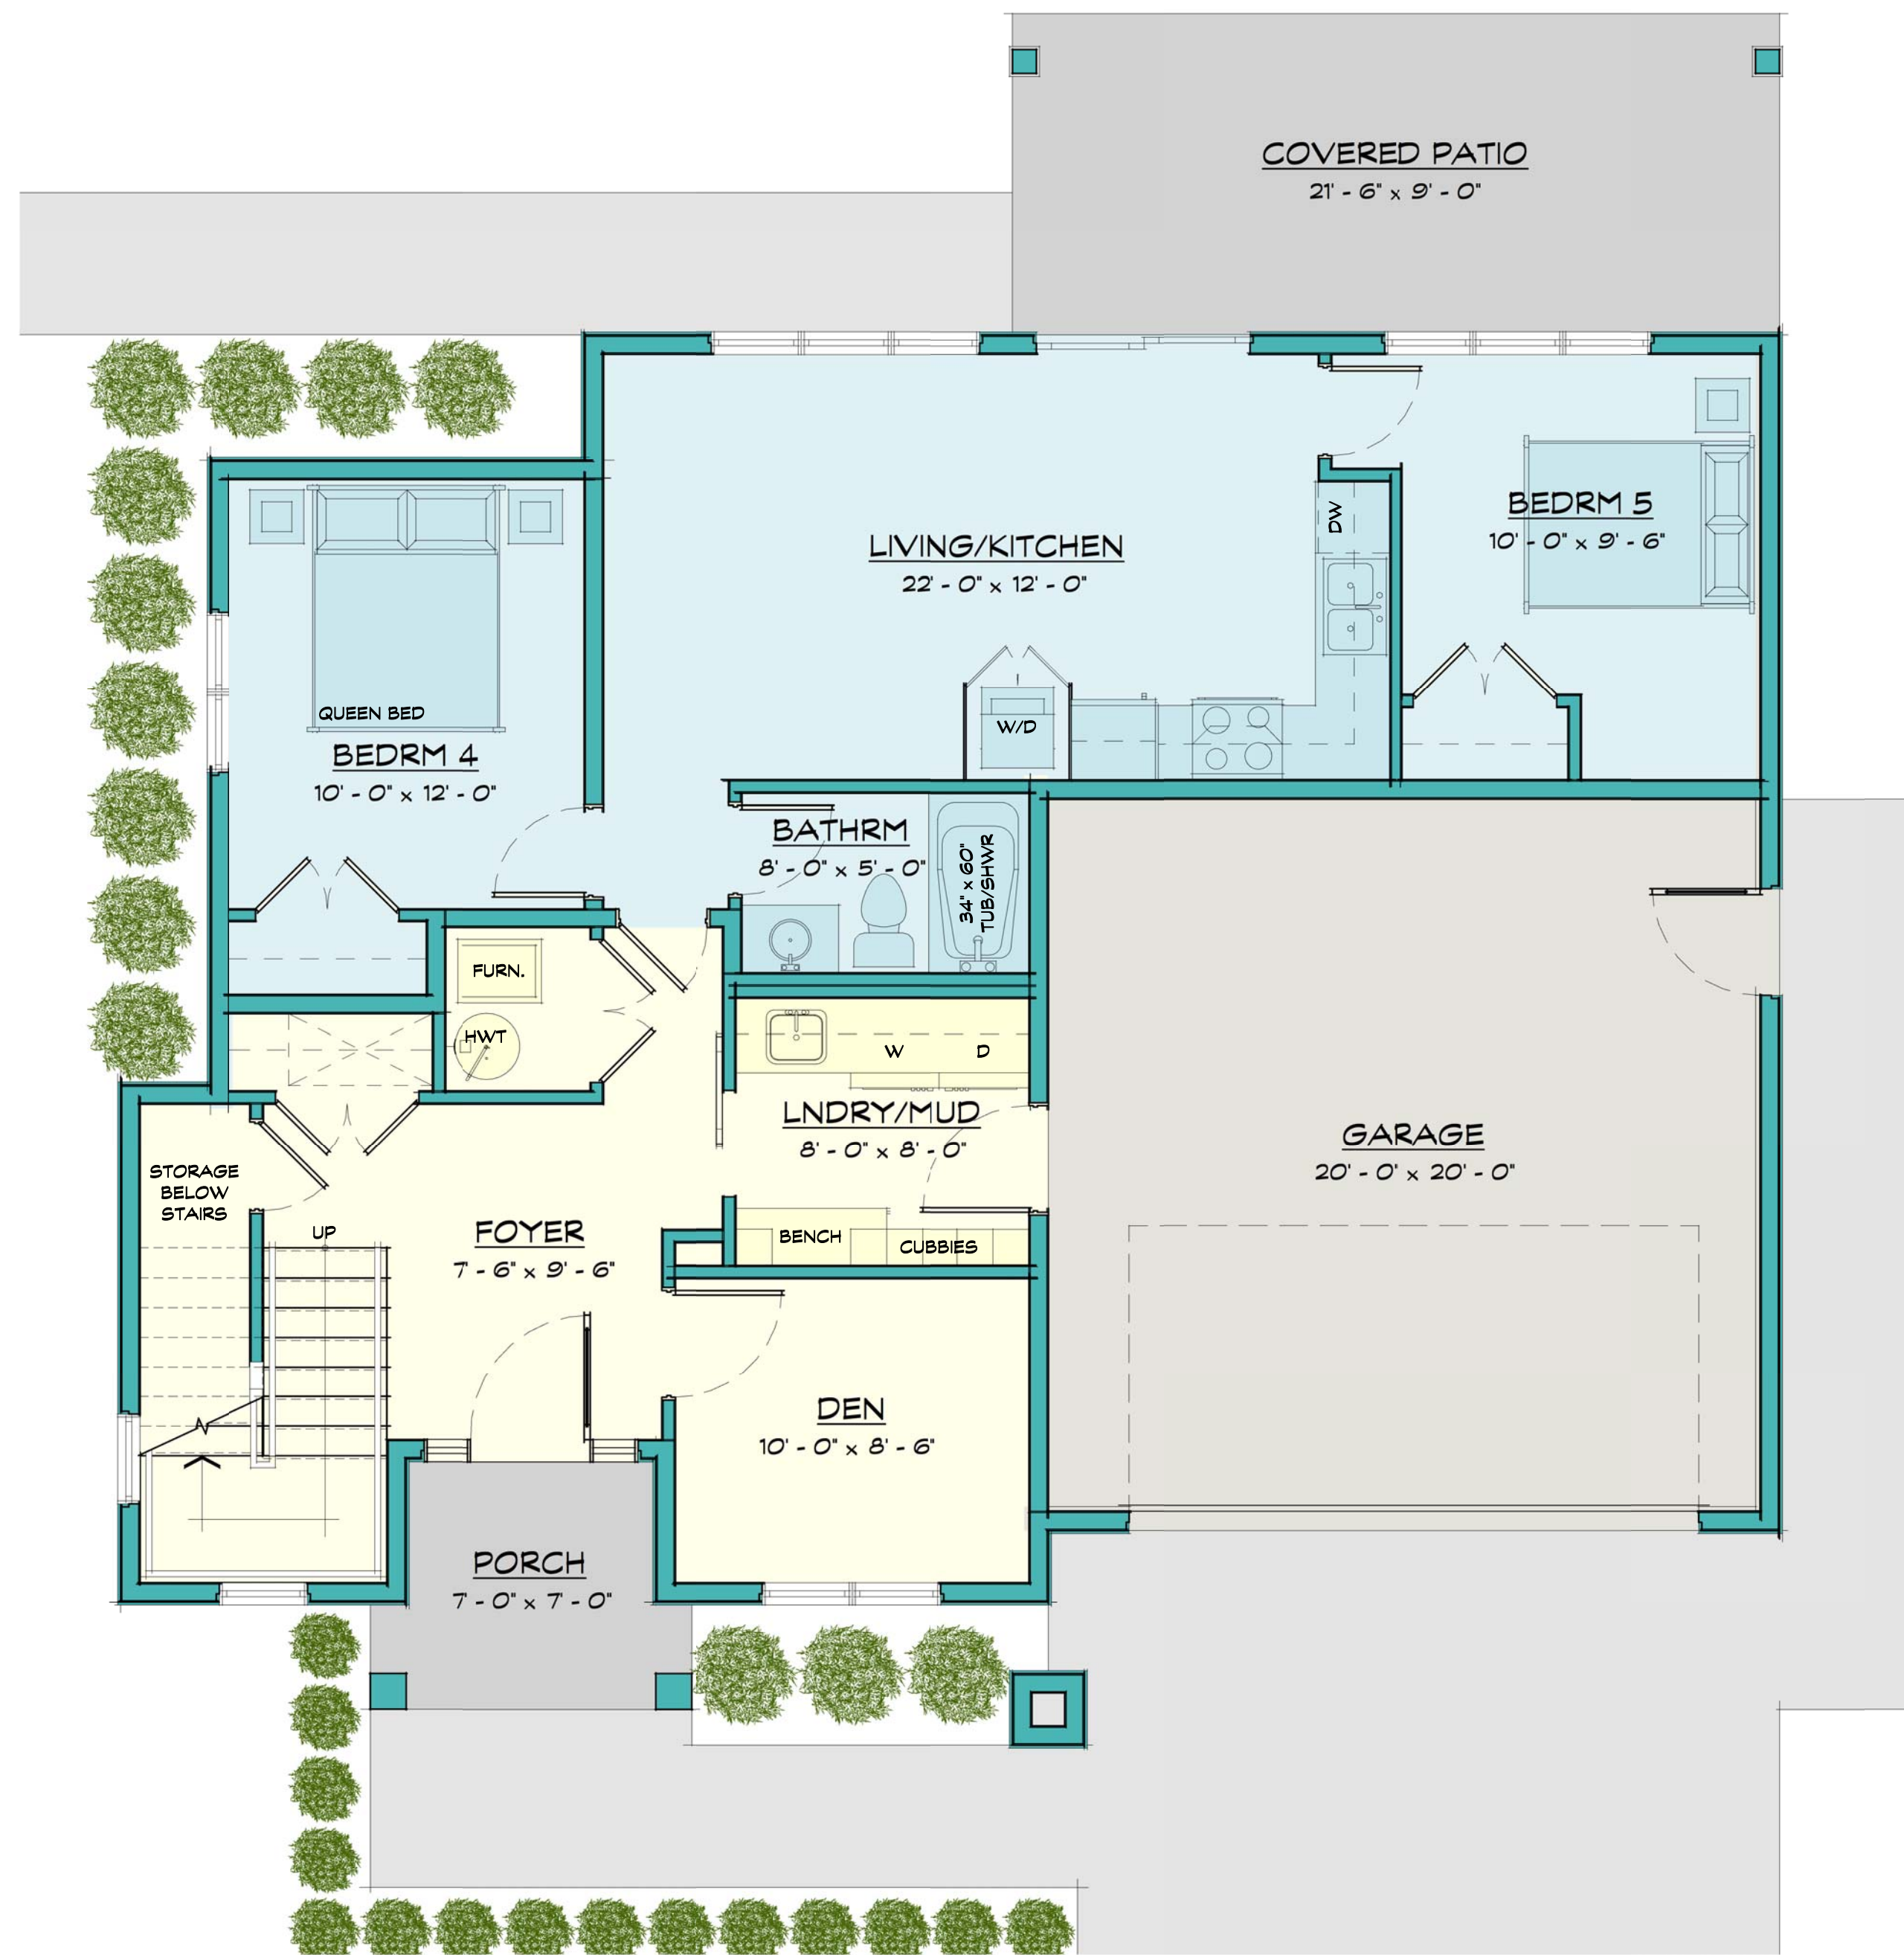 COVERED PATIO
21' - 6" x 9' - 0"
BEDRM 5
10' - 0" x 9' - 6"
DW
LIVING/KITCHEN
22' - 0" x 12' - 0"
W/D
QUEEN BED
BEDRM 4
10' - 0" x 12' - 0"
BATHRM
8' - 0" x 5' - 0"
34" x 60"
TUB/SHWR
FURN.
HWT
W
D
LNDRY/MUD
8' - 0" x 8' - 0"
GARAGE
20' - 0" x 20' - 0"
STORAGE
BELOW
STAIRS
UP
FOYER
7' - 6" x 9' - 6"
BENCH
CUBBIES
DEN
10' - 0" x 8' - 6"
PORCH
7' - 0" x 7' - 0"